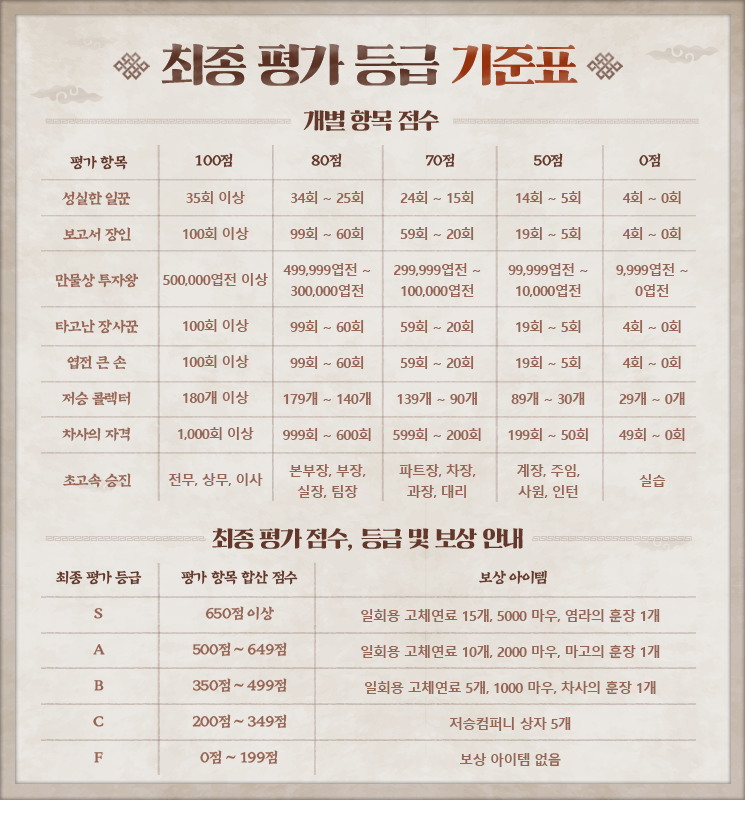 최종 평가 등급 기준표
개별 항목 점수
평가 항목 100점 80점 70점 50점 0점
성실한 일꾼 35회 이상 34회 ~ 25회 24회 ~ 15회 14회 ~ 5회 4회 ~ 0회
보고서 장인 100회 이상 99회 ~ 60회 59회 ~ 20회 19회 ~ 5회 4회 ~ 0회
만물상 투자왕 500,000엽전 이상 499,999엽전 ~ 300,000엽전 299,999엽전 ~ 100,000엽전 99,999엽전 ~ 10,000엽전 9,999엽전 ~ 0엽전
타고난 장사꾼 100회 이상 99회 ~ 60회 59회 ~ 20회 19회 ~ 5회 4회 ~ 0회
엽전 큰 손 100회 이상 99회 ~ 60회 59회 ~ 20회 19회 ~ 5회 4회 ~ 0회
저승 콜렉터 180개 이상 179개 ~ 140개 139개 ~ 90개 89개 ~ 30개 29개 ~ 0개
차사의 자격 1,000회 이상 999회 ~ 600회 599회 ~ 200회 199회 ~ 50회 49회 ~ 0회
초고속 승진 전무, 상무, 이사 본부장, 부장, 실장, 팀장 파트장, 차장, 과장, 대리 계장, 주임, 사원, 인턴 실습
최종 평가 점수, 등급 및 보상 안내
최종 평가 등급 평가 항목 합산 점수 보상 아이템
S 650점 이상 일회용 고체연료 15개, 5000 마우, 염라의 훈장 1개
A 500점 ~ 649점 일회용 고체연료 10개, 2000 마우, 마고의 훈장 1개
B 350점 ~ 499점 일회용 고체연료 5개, 1000 마우, 차사의 훈장 1개
C 200점 ~ 349점 저승컴퍼니 상자 5개
F 0점 ~ 199점 보상 아이템 없음